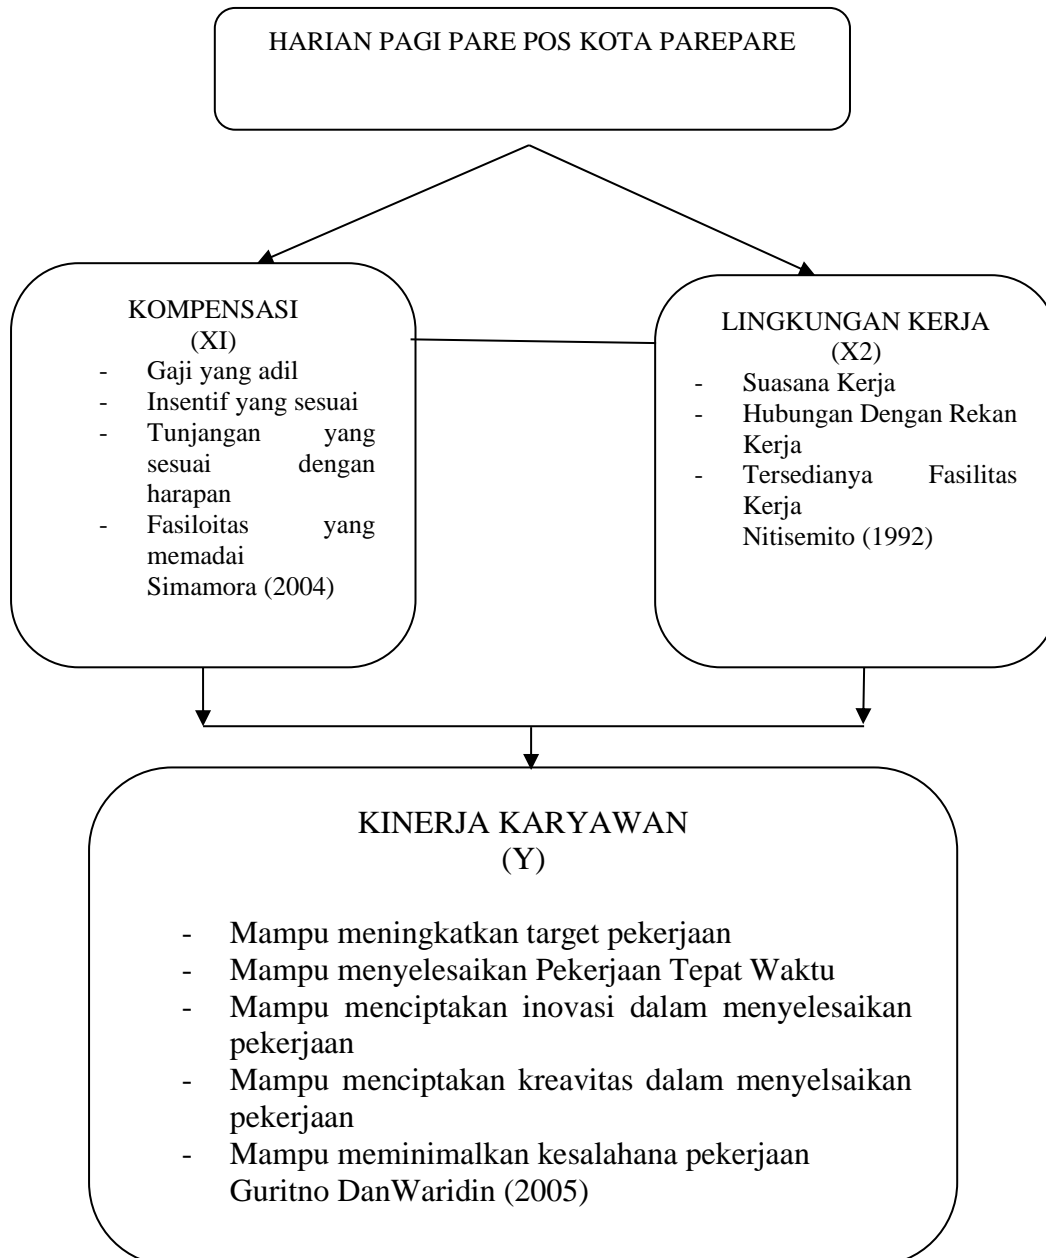 HARIAN PAGI PARE POS KOTA PAREPARE
KOMPENSASI
(XI)
- Gaji yang adil
- Insentif yang sesuai
- Tunjangan yang
sesuai dengan
harapan
- Fasiloitas yang
memadai
Simamora (2004)
LINGKUNGAN KERJA
(X2)
- Suasana Kerja
- Hubungan Dengan Rekan
Kerja
- Tersedianya Fasilitas
Kerja
Nitisemito (1992)
KINERJA KARYAWAN
(Y)
- Mampu meningkatkan target pekerjaan
- Mampu menyelesaikan Pekerjaan Tepat Waktu
- Mampu menciptakan inovasi dalam menyelesaikan
pekerjaan
- Mampu menciptakan kreavitas dalam menyelsaikan
pekerjaan
- Mampu meminimalkan kesalahana pekerjaan
Guritno DanWaridin (2005)